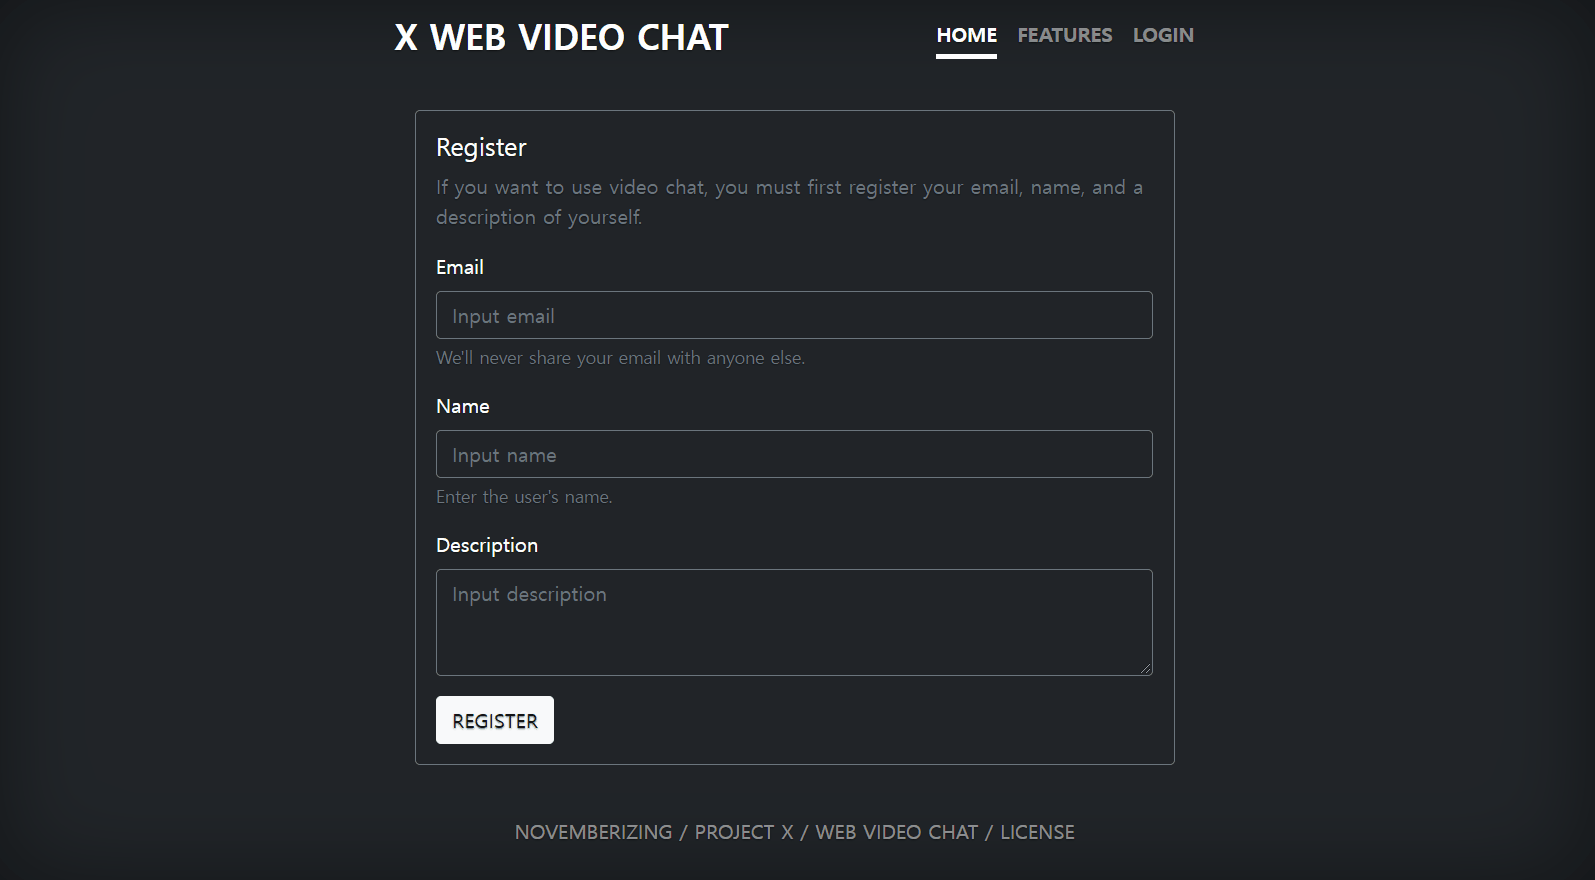 X WEB VIDEO CHAT
HOME FEATURES LOGIN
Register
If you want to use video chat, you must first register your email, name, and a
description of yourself.
Email
Input email
We'll never share your email with anyone else.
Name
Input name
Enter the user's name.
Description
Input description
REGISTER
NOVEMBERIZING / PROJECT X / WEB VIDEO CHAT / LICENSE